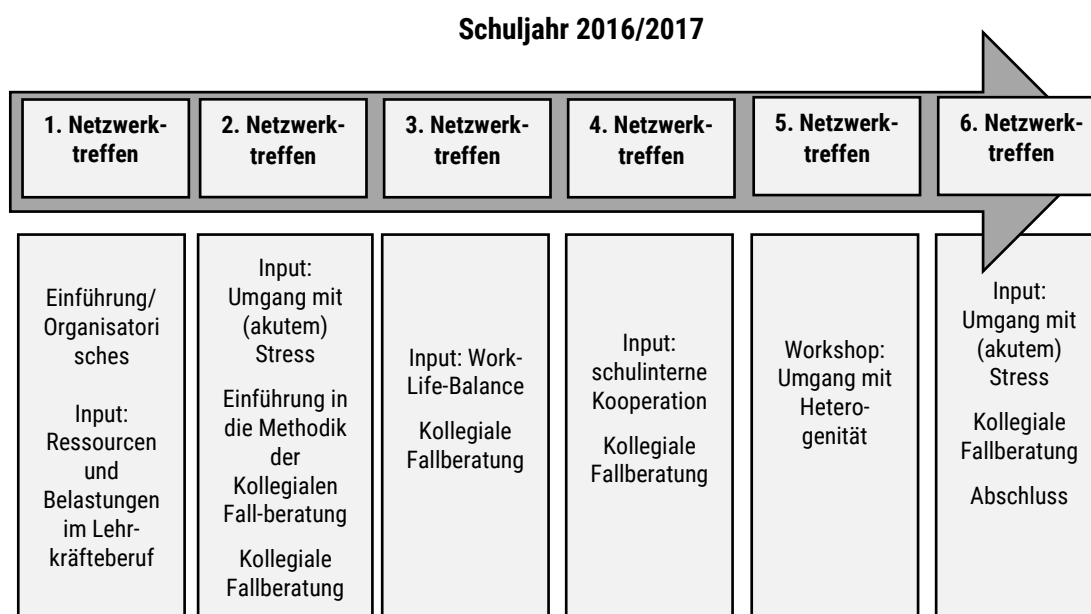 Schuljahr 2016/2017
1. Netzwerk-
treffen
2. Netzwerk-
treffen
3. Netzwerk-
treffen
4. Netzwerk-
treffen
5. Netzwerk-
treffen
6. Netzwerk-
treffen
Einführung/
Organisatori
sches
Input:
Ressourcen
und
Belastungen
im Lehr-
kräfteberuf
Input:
Umgang mit
(akutem)
Stress
Einführung in
die Methodik
der
Kollegialen
Fall-beratung
Kollegiale
Fallberatung
Input: Work-
Life-Balance
Kollegiale
Fallberatung
Input:
schulinterne
Kooperation
Kollegiale
Fallberatung
Workshop:
Umgang mit
Hetero-
genität
Input:
Umgang mit
(akutem)
Stress
Kollegiale
Fallberatung
Abschluss